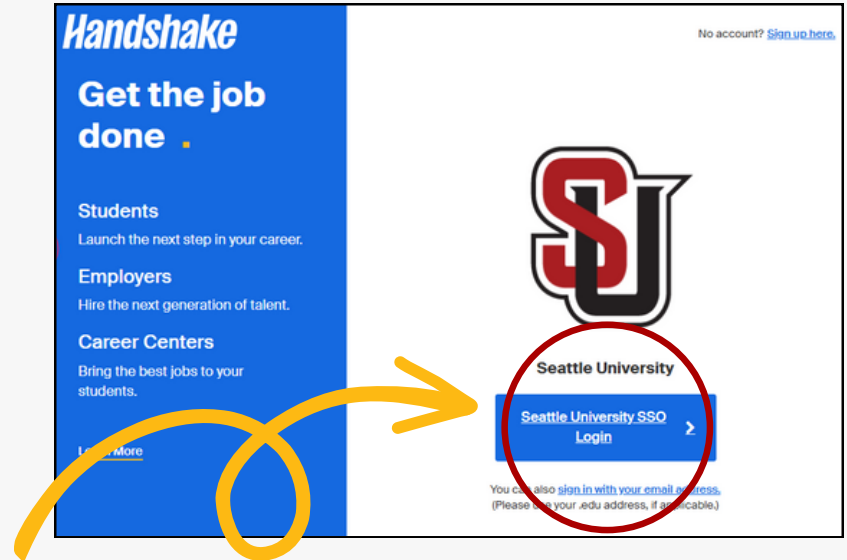 Handshake
No account? Sign up here.
Get the job
done .
Students
Launch the next step in your career.
Employers
Hire the next generation of talent.
Career Centers
Bring the best jobs to your
students.
More
SU
Seattle University
Seattle University SSO
Login
You can also sign in with your email address.
(Please use your .edu address, if applicable.)